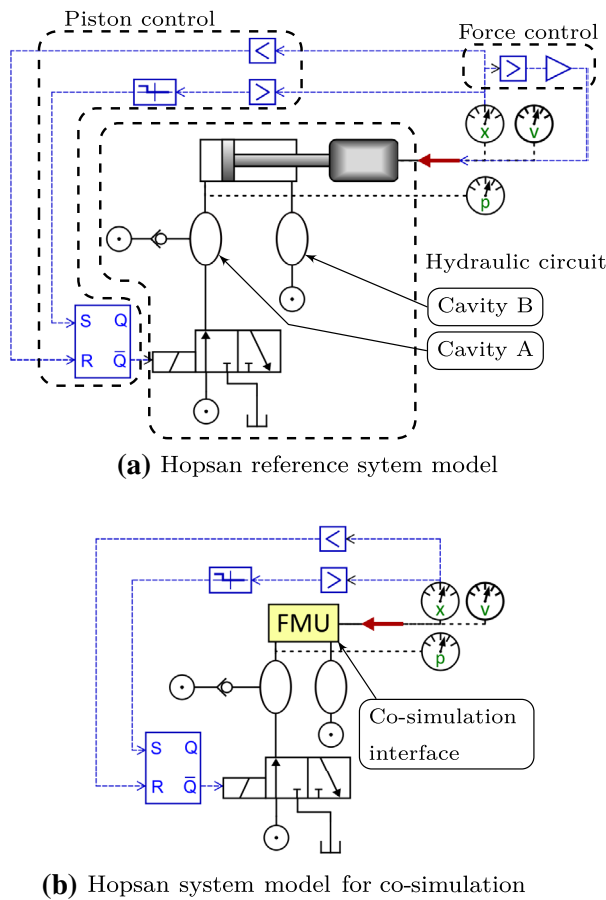 Piston control
Force control
<
>
>
x
v
p
Hydraulic circuit
Cavity B
Cavity A
S Q
R Q̅
(a) Hopsan reference sytem model
<
>
x
v
FMU
p
Co-simulation
interface
S Q
R Q̅
(b) Hopsan system model for co-simulation